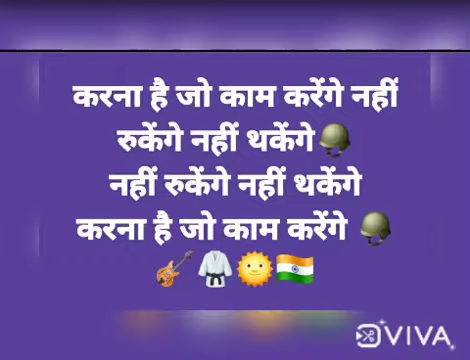 करना है जो काम करेंगे नहीं
रुकेंगे नहीं थकेंगे🪖
नहीं रुकेंगे नहीं थकेंगे
करना है जो काम करेंगे 🪖
🎸🥋🌞🇮🇳
VIVA